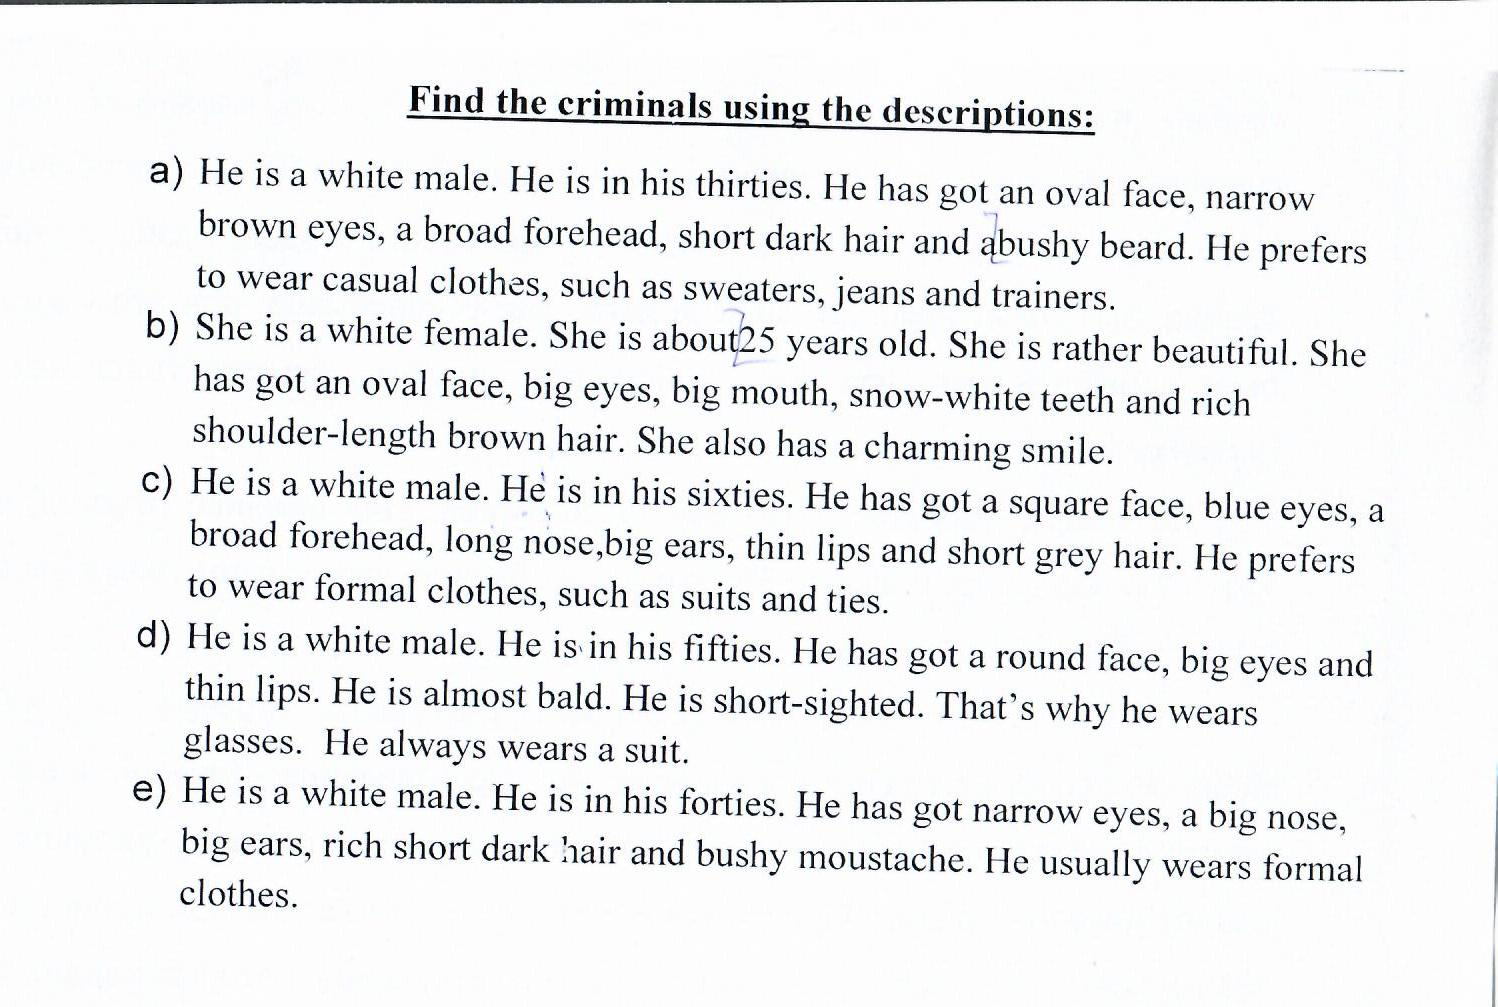 Find the criminals using the descriptions:
a) He is a white male. He is in his thirties. He has got an oval face, narrow
brown eyes, a broad forehead, short dark hair and abushy beard. He prefers
to wear casual clothes, such as sweaters, jeans and trainers.
b) She is a white female. She is about25 years old. She is rather beautiful. She
has got an oval face, big eyes, big mouth, snow-white teeth and rich
shoulder-length brown hair. She also has a charming smile.
c) He is a white male. He is in his sixties. He has got a square face, blue eyes, a
broad forehead, long nose,big ears, thin lips and short grey hair. He prefers
to wear formal clothes, such as suits and ties.
d) He is a white male. He is in his fifties. He has got a round face, big eyes and
thin lips. He is almost bald. He is short-sighted. That's why he wears
glasses.  He always wears a suit.
e) He is a white male. He is in his forties. He has got narrow eyes, a big nose,
big ears, rich short dark hair and bushy moustache. He usually wears formal
clothes.